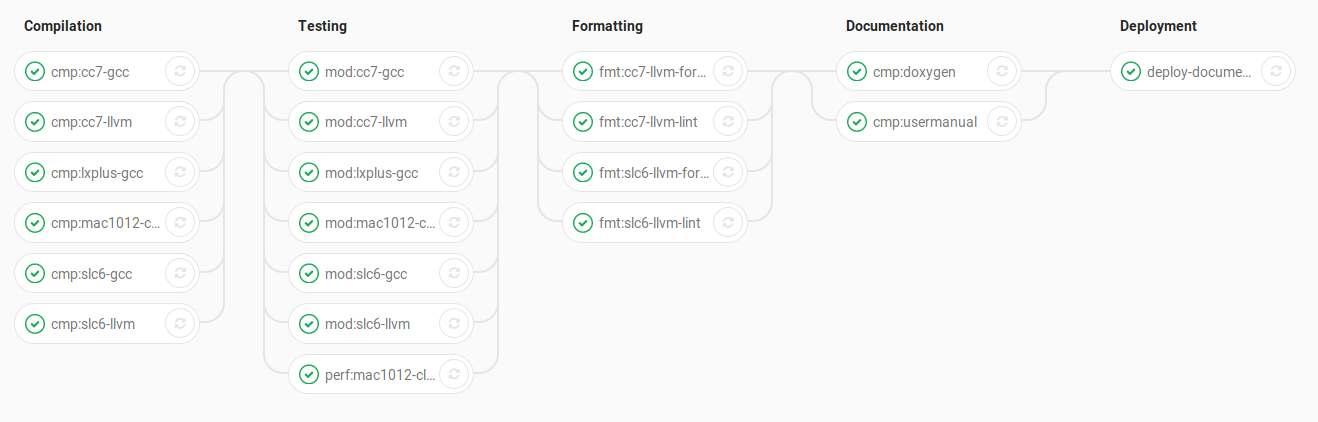 Compilation
cmp:cc7-gcc
cmp:cc7-llvm
cmp:lxplus-gcc
cmp:mac1012-c...
cmp:slc6-gcc
cmp:slc6-llvm
Testing
mod:cc7-gcc
mod:cc7-llvm
mod:lxplus-gcc
mod:mac1012-c...
mod:slc6-gcc
mod:slc6-llvm
perf:mac1012-cl...
Formatting
fmt:cc7-llvm-for...
fmt:cc7-llvm-lint
fmt:slc6-llvm-for...
fmt:slc6-llvm-lint
Documentation
cmp:doxygen
cmp:usermanual
Deployment
deploy-docume...